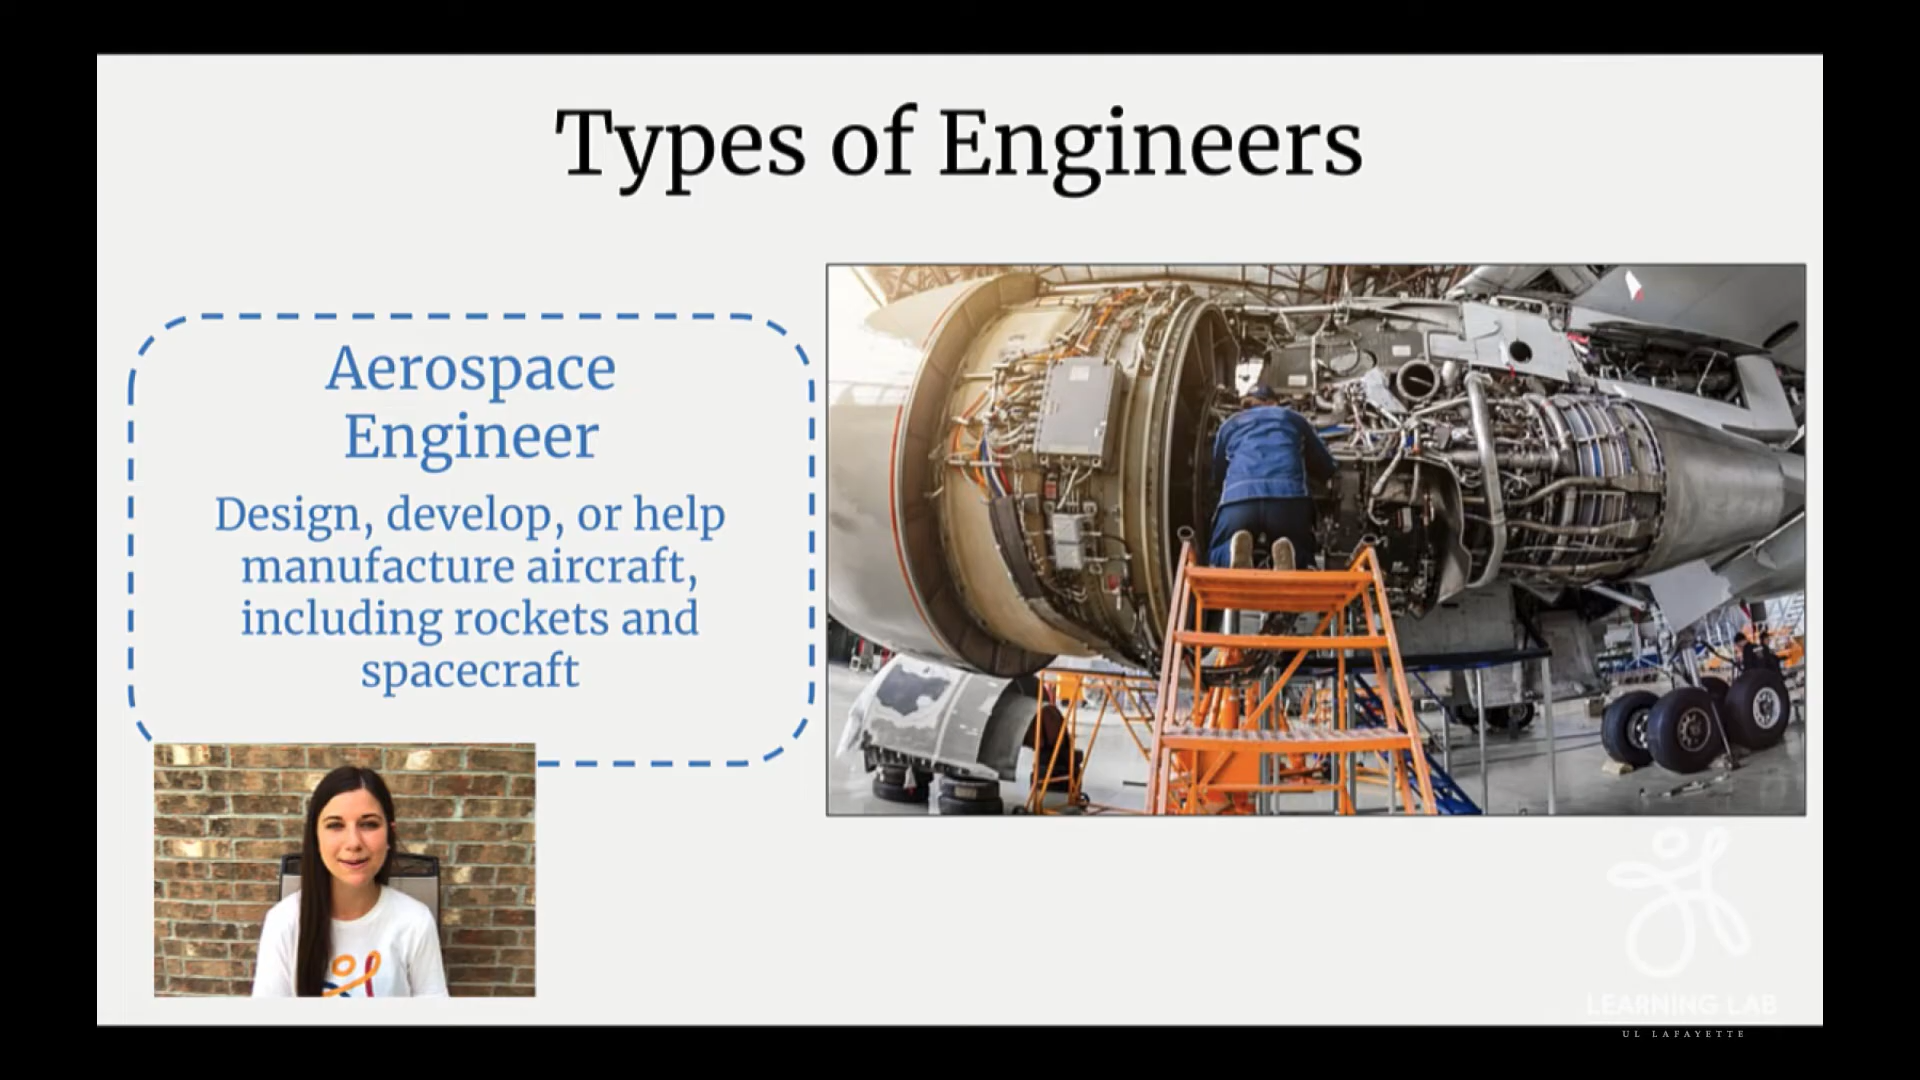 Types of Engineers
Aerospace
Engineer
Design, develop, or help
manufacture aircraft,
including rockets and
spacecraft
LEARNING LAB
UL LAFAYETTE